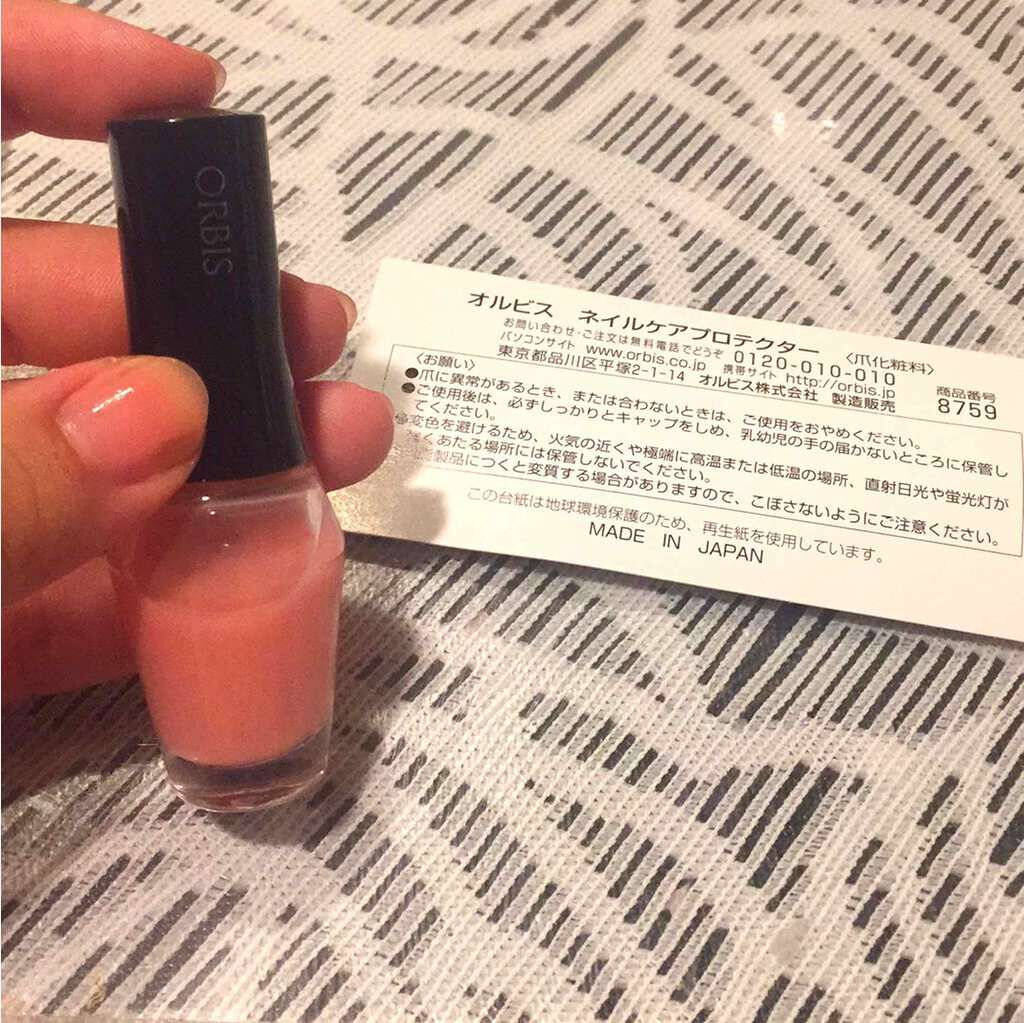 ORBIS
オルビス ネイルケアプロテクター 〈爪化粧料〉
お問い合わせ・ご注文は無料電話でどうぞ 0120-010-010
パソコンサイト www.orbis.co.jp 携帯サイト http://orbis.jp
東京都品川区平塚2-1-14 オルビス株式会社 製造販売
商品番号
8759
〈お願い〉
●爪に異常があるとき、または合わないときは、ご使用をおやめください。
●ご使用後は、必ずしっかりとキャップをしめ、乳幼児の手の届かないところに保管し
てください。
変色を避けるため、火気の近くや極端に高温または低温の場所、直射日光や蛍光灯が
くあたる場所には保管しないでください。
製品につくと変質する場合がありますので、こぼさないようにご注意ください。
この台紙は地球環境保護のため、再生紙を使用しています。
MADE IN JAPAN